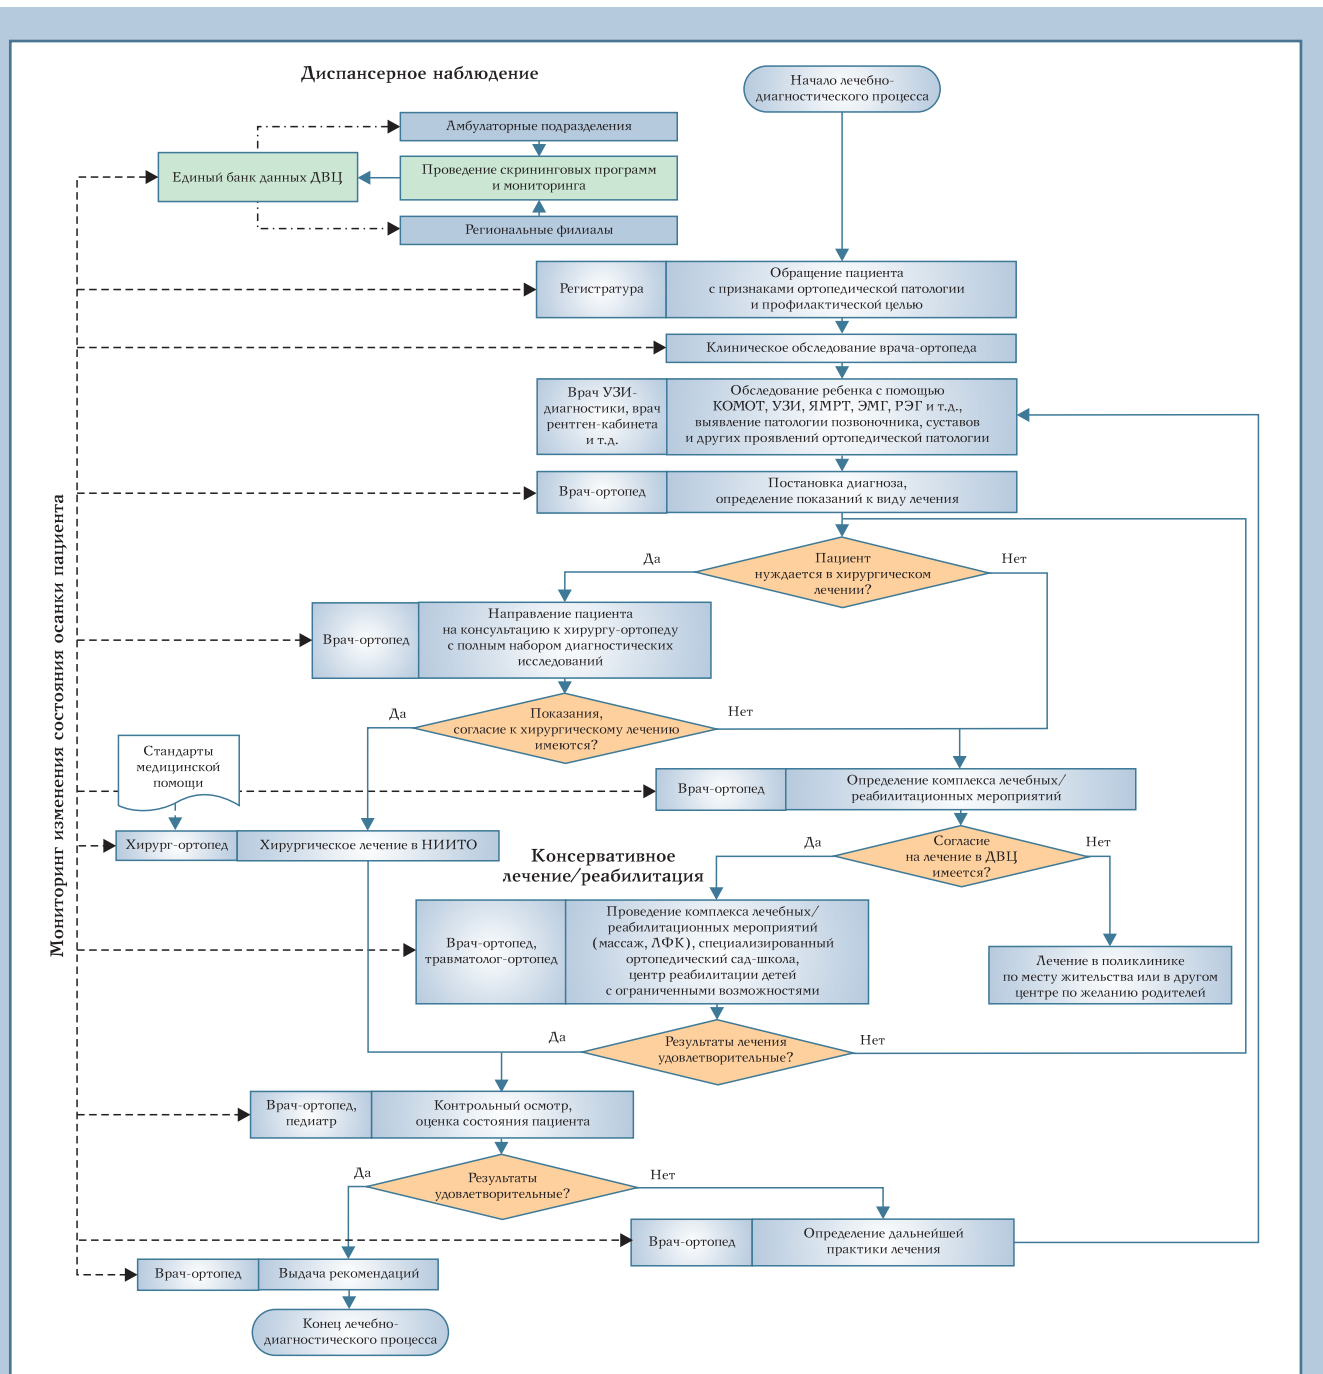 Диспансерное наблюдение
Начало лечебно-
диагностического процесса
Амбулаторные подразделения
Единый банк данных ДВЦ
Проведение скрининговых программ
и мониторинга
Региональные филиалы
Регистратура
Обращение пациента
с признаками ортопедической патологии
и профилактической целью
Клиническое обследование врача-ортопеда
Врач УЗИ-
диагностики, врач
рентген-кабинета
и т.д.
Обследование ребенка с помощью
КОМОТ, УЗИ, ЯМРТ, ЭМГ, РЭГ и т.д.,
выявление патологии позвоночника, суставов
и других проявлений ортопедической патологии
Врач-ортопед
Постановка диагноза,
определение показаний к виду лечения
Мониторинг изменения состояния осанки пациента
Да
Пациент
нуждается в хирургическом
лечении?
Нет
Врач-ортопед
Направление пациента
на консультацию к хирургу-ортопеду
с полным набором диагностических
исследований
Да
Показания,
согласие к хирургическому лечению
имеются?
Нет
Стандарты
медицинской
помощи
Врач-ортопед
Определение комплекса лечебных/
реабилитационных мероприятий
Хирург-ортопед
Хирургическое лечение в НИИТО
Да
Согласие
на лечение в ДВЦ
имеется?
Нет
Консервативное
лечение/реабилитация
Врач-ортопед,
травматолог-ортопед
Проведение комплекса лечебных/
реабилитационных мероприятий
(массаж, ЛФК), специализированный
ортопедический сад-школа,
центр реабилитации детей
с ограниченными возможностями
Лечение в поликлинике
по месту жительства или в другом
центре по желанию родителей
Да
Результаты лечения
удовлетворительные?
Нет
Врач-ортопед,
педиатр
Контрольный осмотр,
оценка состояния пациента
Да
Результаты
удовлетворительные?
Нет
Врач-ортопед
Определение дальнейшей
практики лечения
Врач-ортопед
Выдача рекомендаций
Конец лечебно-
диагностического процесса